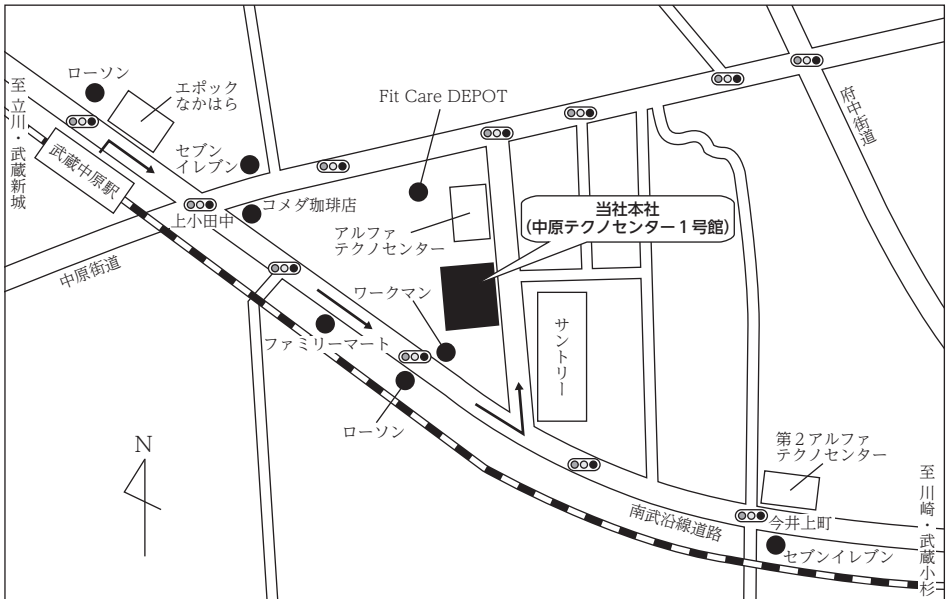 ローソン
エポック
なかはら
至 立川・武蔵新城
武蔵中原駅
セブン
イレブン
Fit Care DEPOT
府中街道
上小田中
コメダ珈琲店
アルファ
テクノセンター
当社本社
(中原テクノセンター1号館)
中原街道
ワークマン
ファミリーマート
サントリー
ローソン
N
第2アルファ
テクノセンター
南武沿線道路
今井上町
セブンイレブン
至 川崎・武蔵小杉